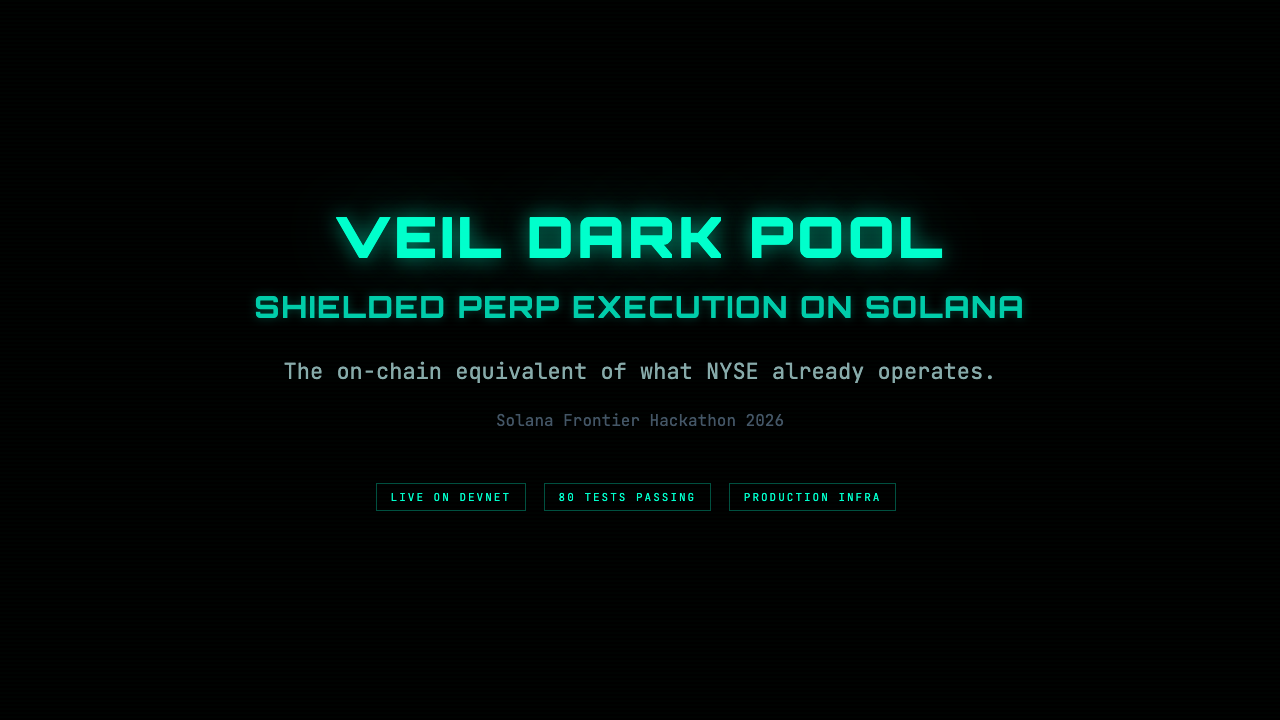 VEIL DARK POOL
SHIELDED PERP EXECUTION ON SOLANA
The on-chain equivalent of what NYSE already operates.
Solana Frontier Hackathon 2026
LIVE ON DEVNET
80 TESTS PASSING
PRODUCTION INFRA